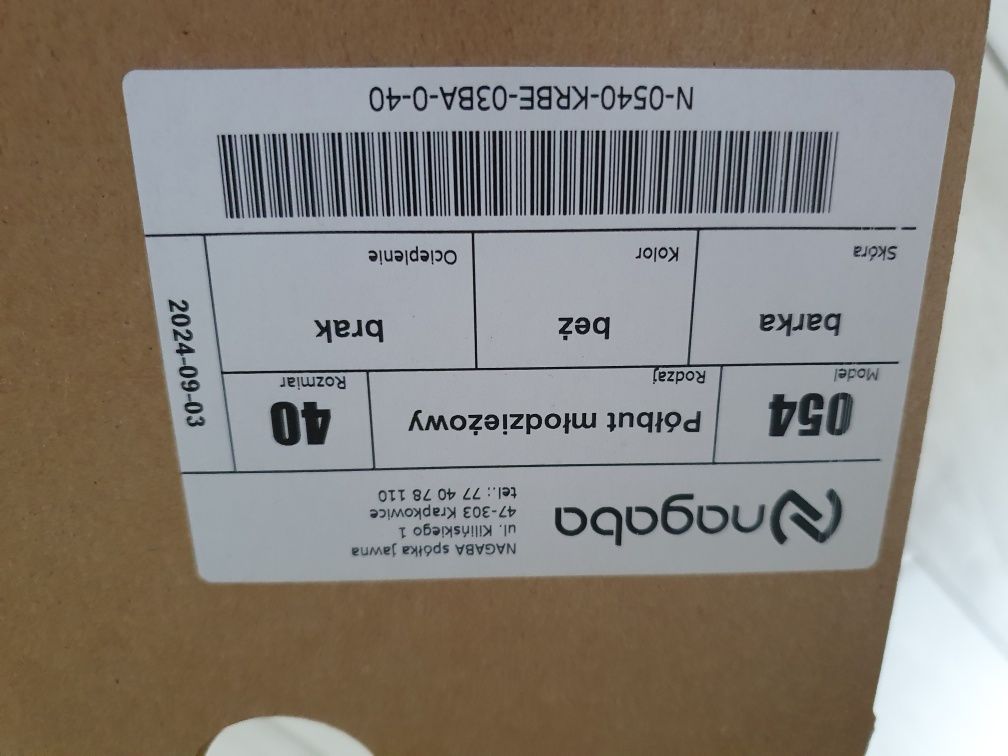 nagaba
NAGABA spółka jawna
ul. Kilińskiego 1
47-303 Krapkowice
tel.: 77 40 78 110
Model
054
Rodzaj
Półbut młodzieżowy
Rozmiar
40
Skóra
barka
Kolor
beż
Ocieplenie
brak
2024-09-03
N-0540-KRBE-03BA-0-40